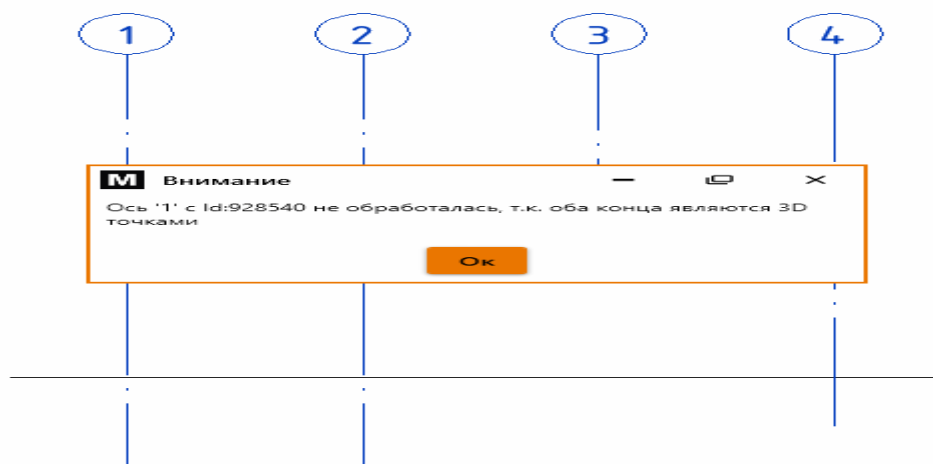 1 2 3 4
М Внимание
Ось '1' с Id:928540 не обработалась, т.к. оба конца являются 3D
точками
Ок